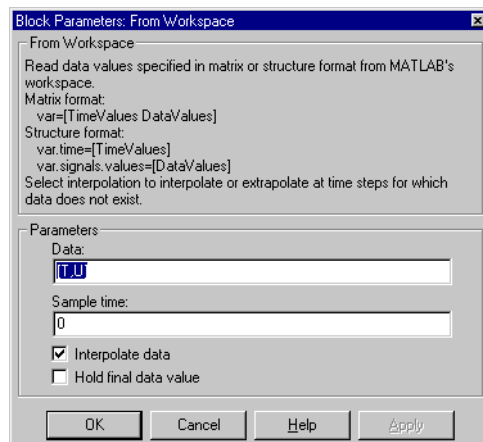 Block Parameters: From Workspace
From Workspace
Read data values specified in matrix or structure format from MATLAB's
workspace.
Matrix format:
var=[TimeValues DataValues]
Structure format:
var.time=[TimeValues]
var.signals.values=[DataValues]
Select interpolation to interpolate or extrapolate at time steps for which
data does not exist.
Parameters
Data:
[T,U]
Sample time:
0
Interpolate data
Hold final data value
OK Cancel Help Apply